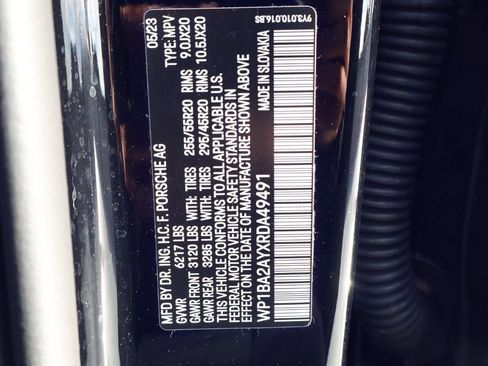 MFD BY DR. ING. H.C. F. PORSCHE AG 05/23
GVWR 6217 LBS TYPE: MPV
GAWR FRONT 3120 LBS WITH: TIRES 255/55R20 RIMS 9.0JX20
GAWR REAR 3286 LBS WITH: TIRES 295/45R20 RIMS 10.5JX20
THIS VEHICLE CONFORMS TO ALL APPLICABLE U.S.
FEDERAL MOTOR VEHICLE SAFETY STANDARDS IN
EFFECT ON THE DATE OF MANUFACTURE SHOWN ABOVE
WP1BA2AYXRDA49491 MADE IN SLOVAKIA
9Y3.010.016.BS